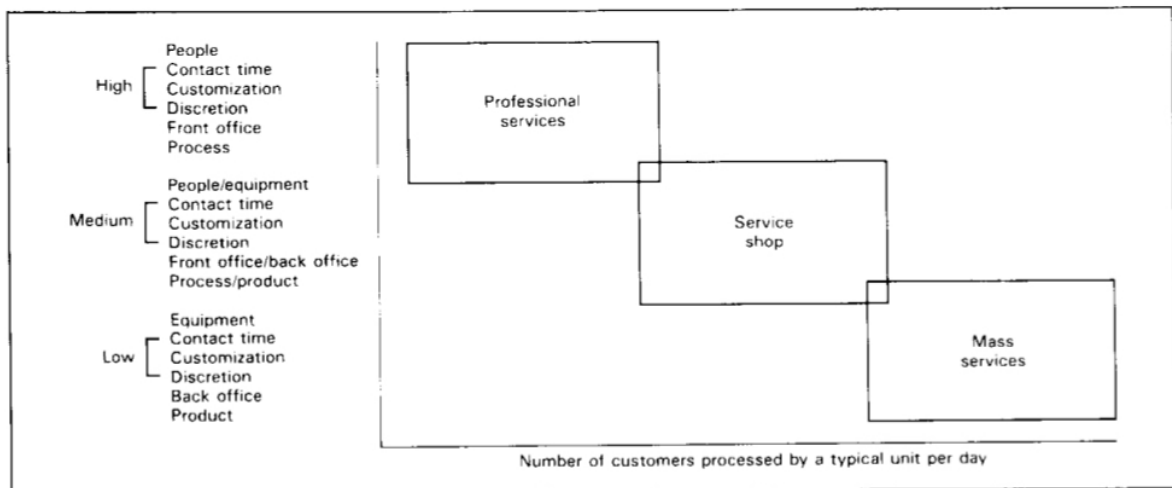 People
High
Contact time
Customization
Discretion
Front office
Process
People/equipment
Medium
Contact time
Customization
Discretion
Front office/back office
Process/product
Equipment
Low
Contact time
Customization
Discretion
Back office
Product
Professional
services
Service
shop
Mass
services
Number of customers processed by a typical unit per day